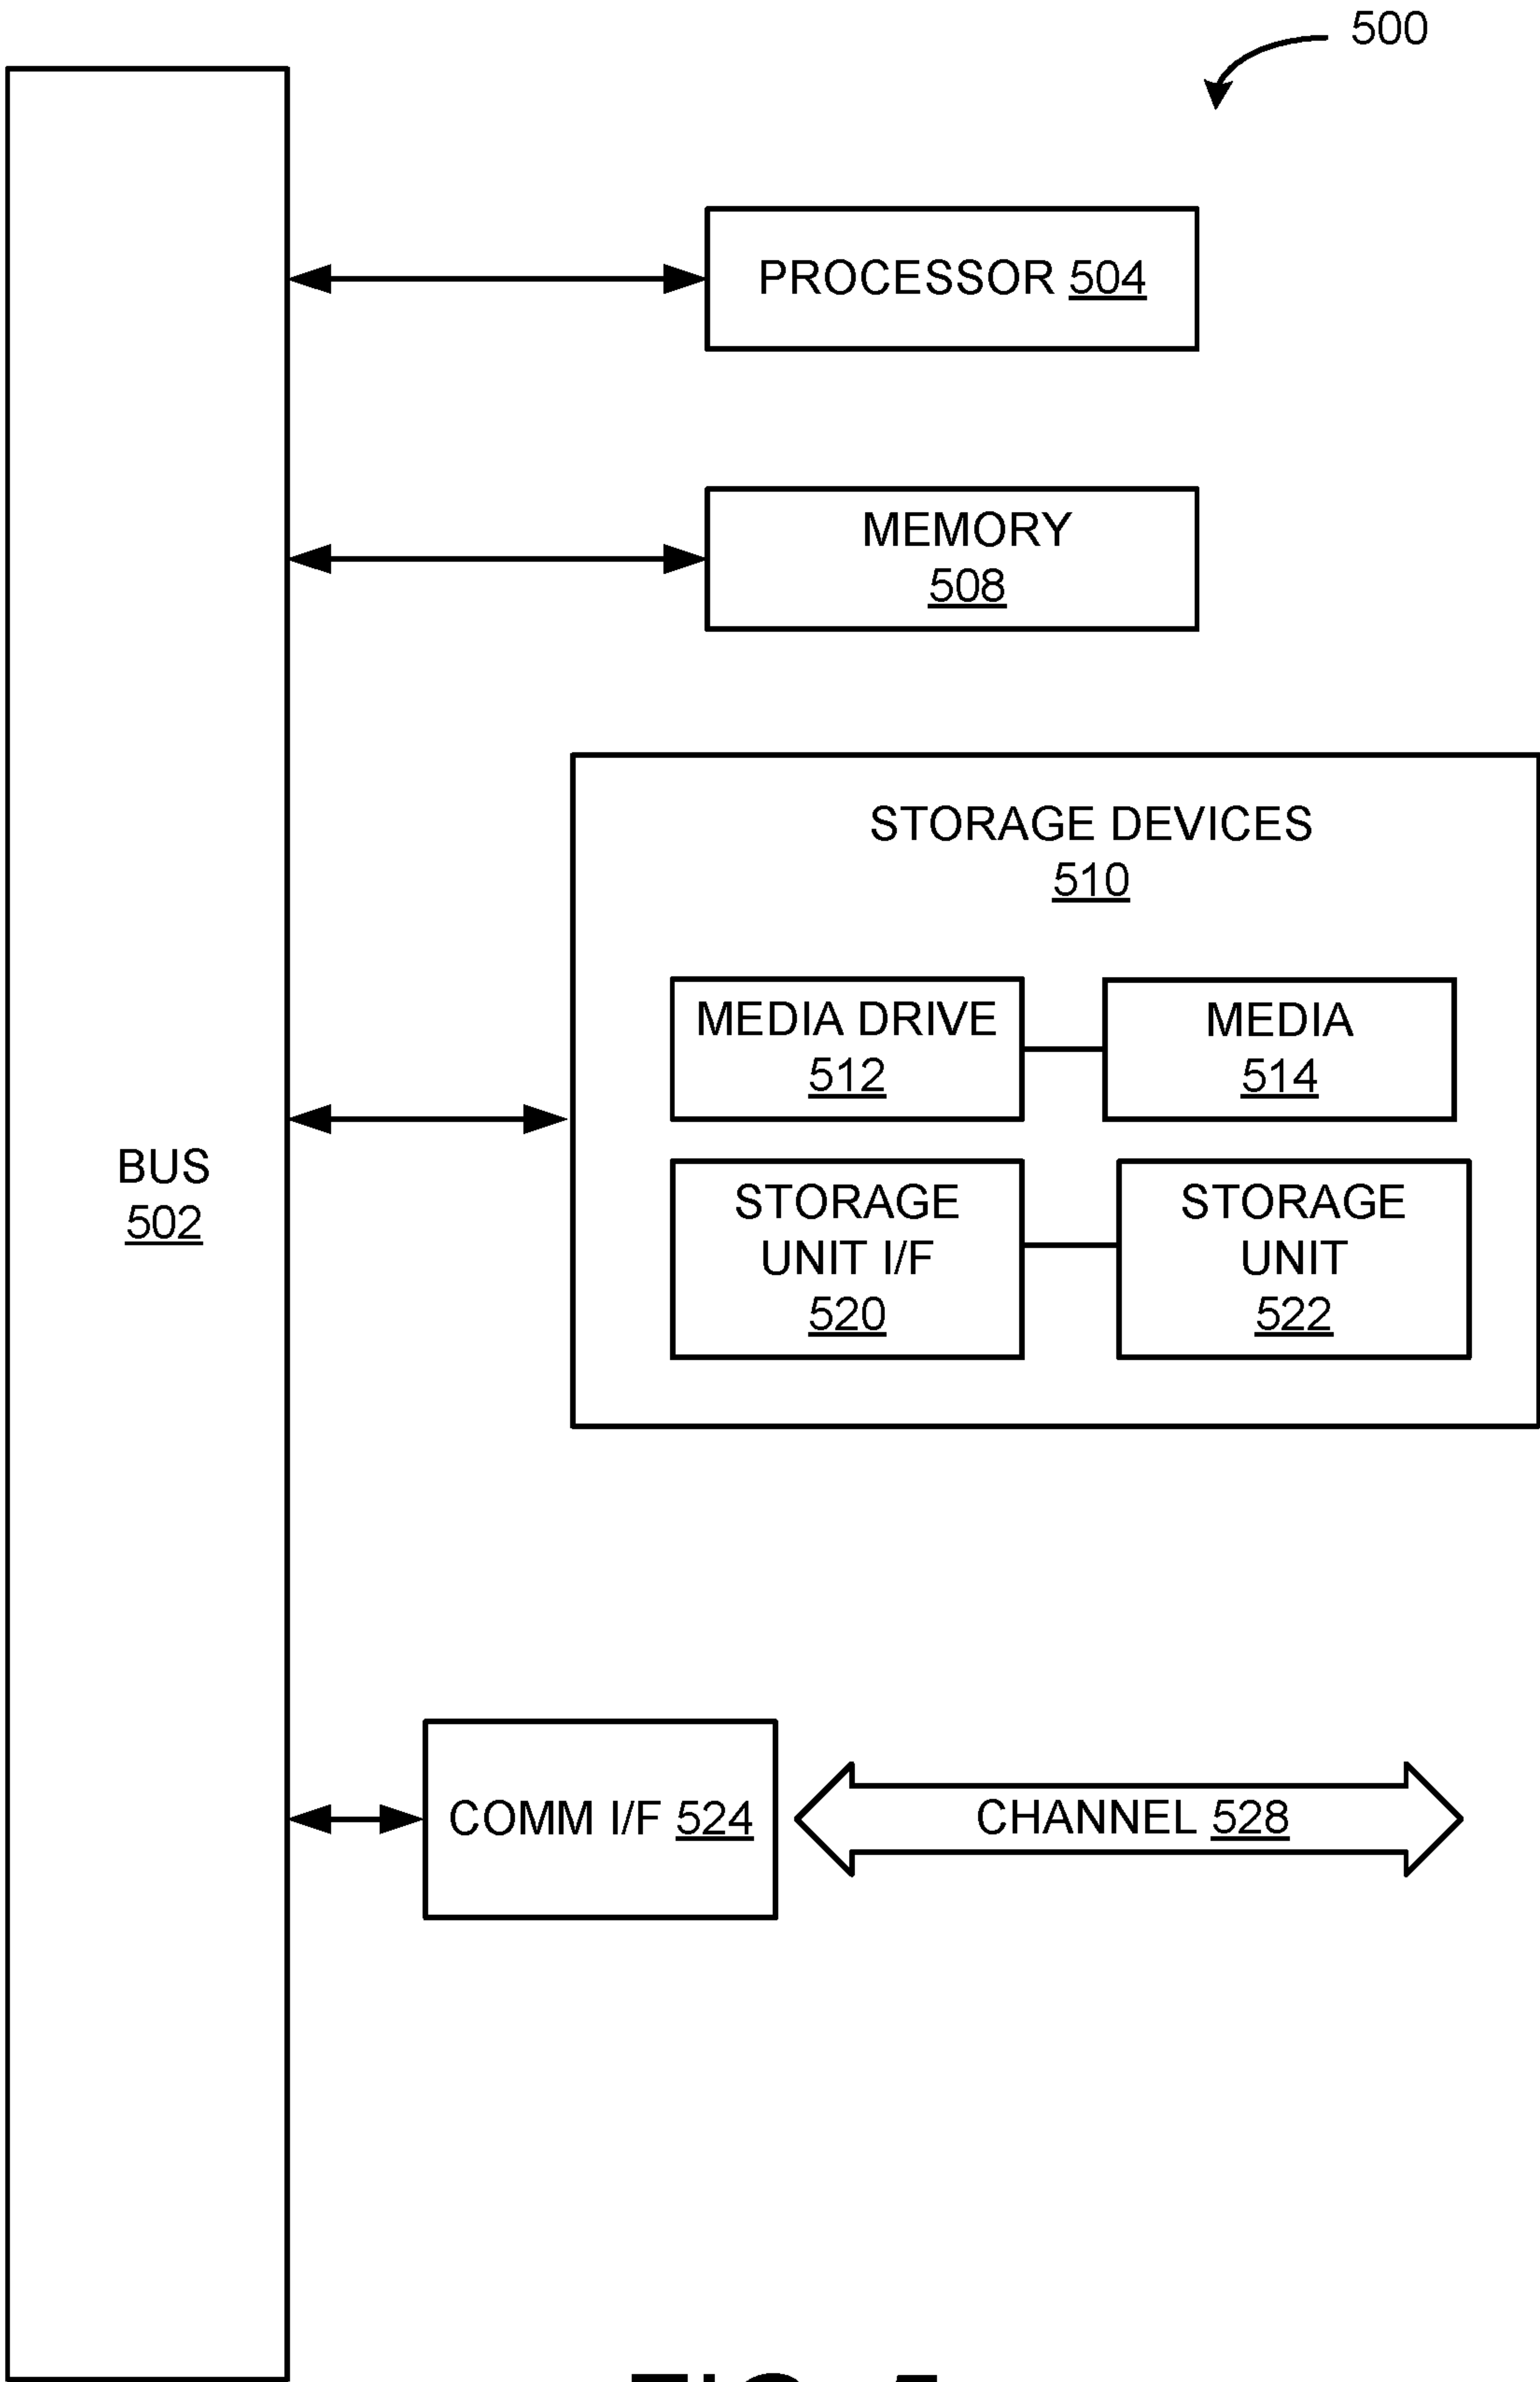 500
PROCESSOR 504
MEMORY
508
STORAGE DEVICES
510
MEDIA DRIVE
512
MEDIA
514
BUS
502
STORAGE
UNIT I/F
520
STORAGE
UNIT
522
COMM I/F 524
CHANNEL 528